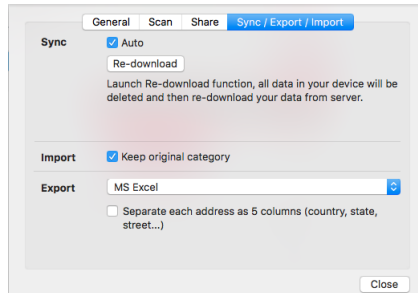 General Scan Share Sync / Export / Import
Sync Auto
Re-download
Launch Re-download function, all data in your device will be
deleted and then re-download your data from server.
Import Keep original category
Export MS Excel
Separate each address as 5 columns (country, state,
street...)
Close